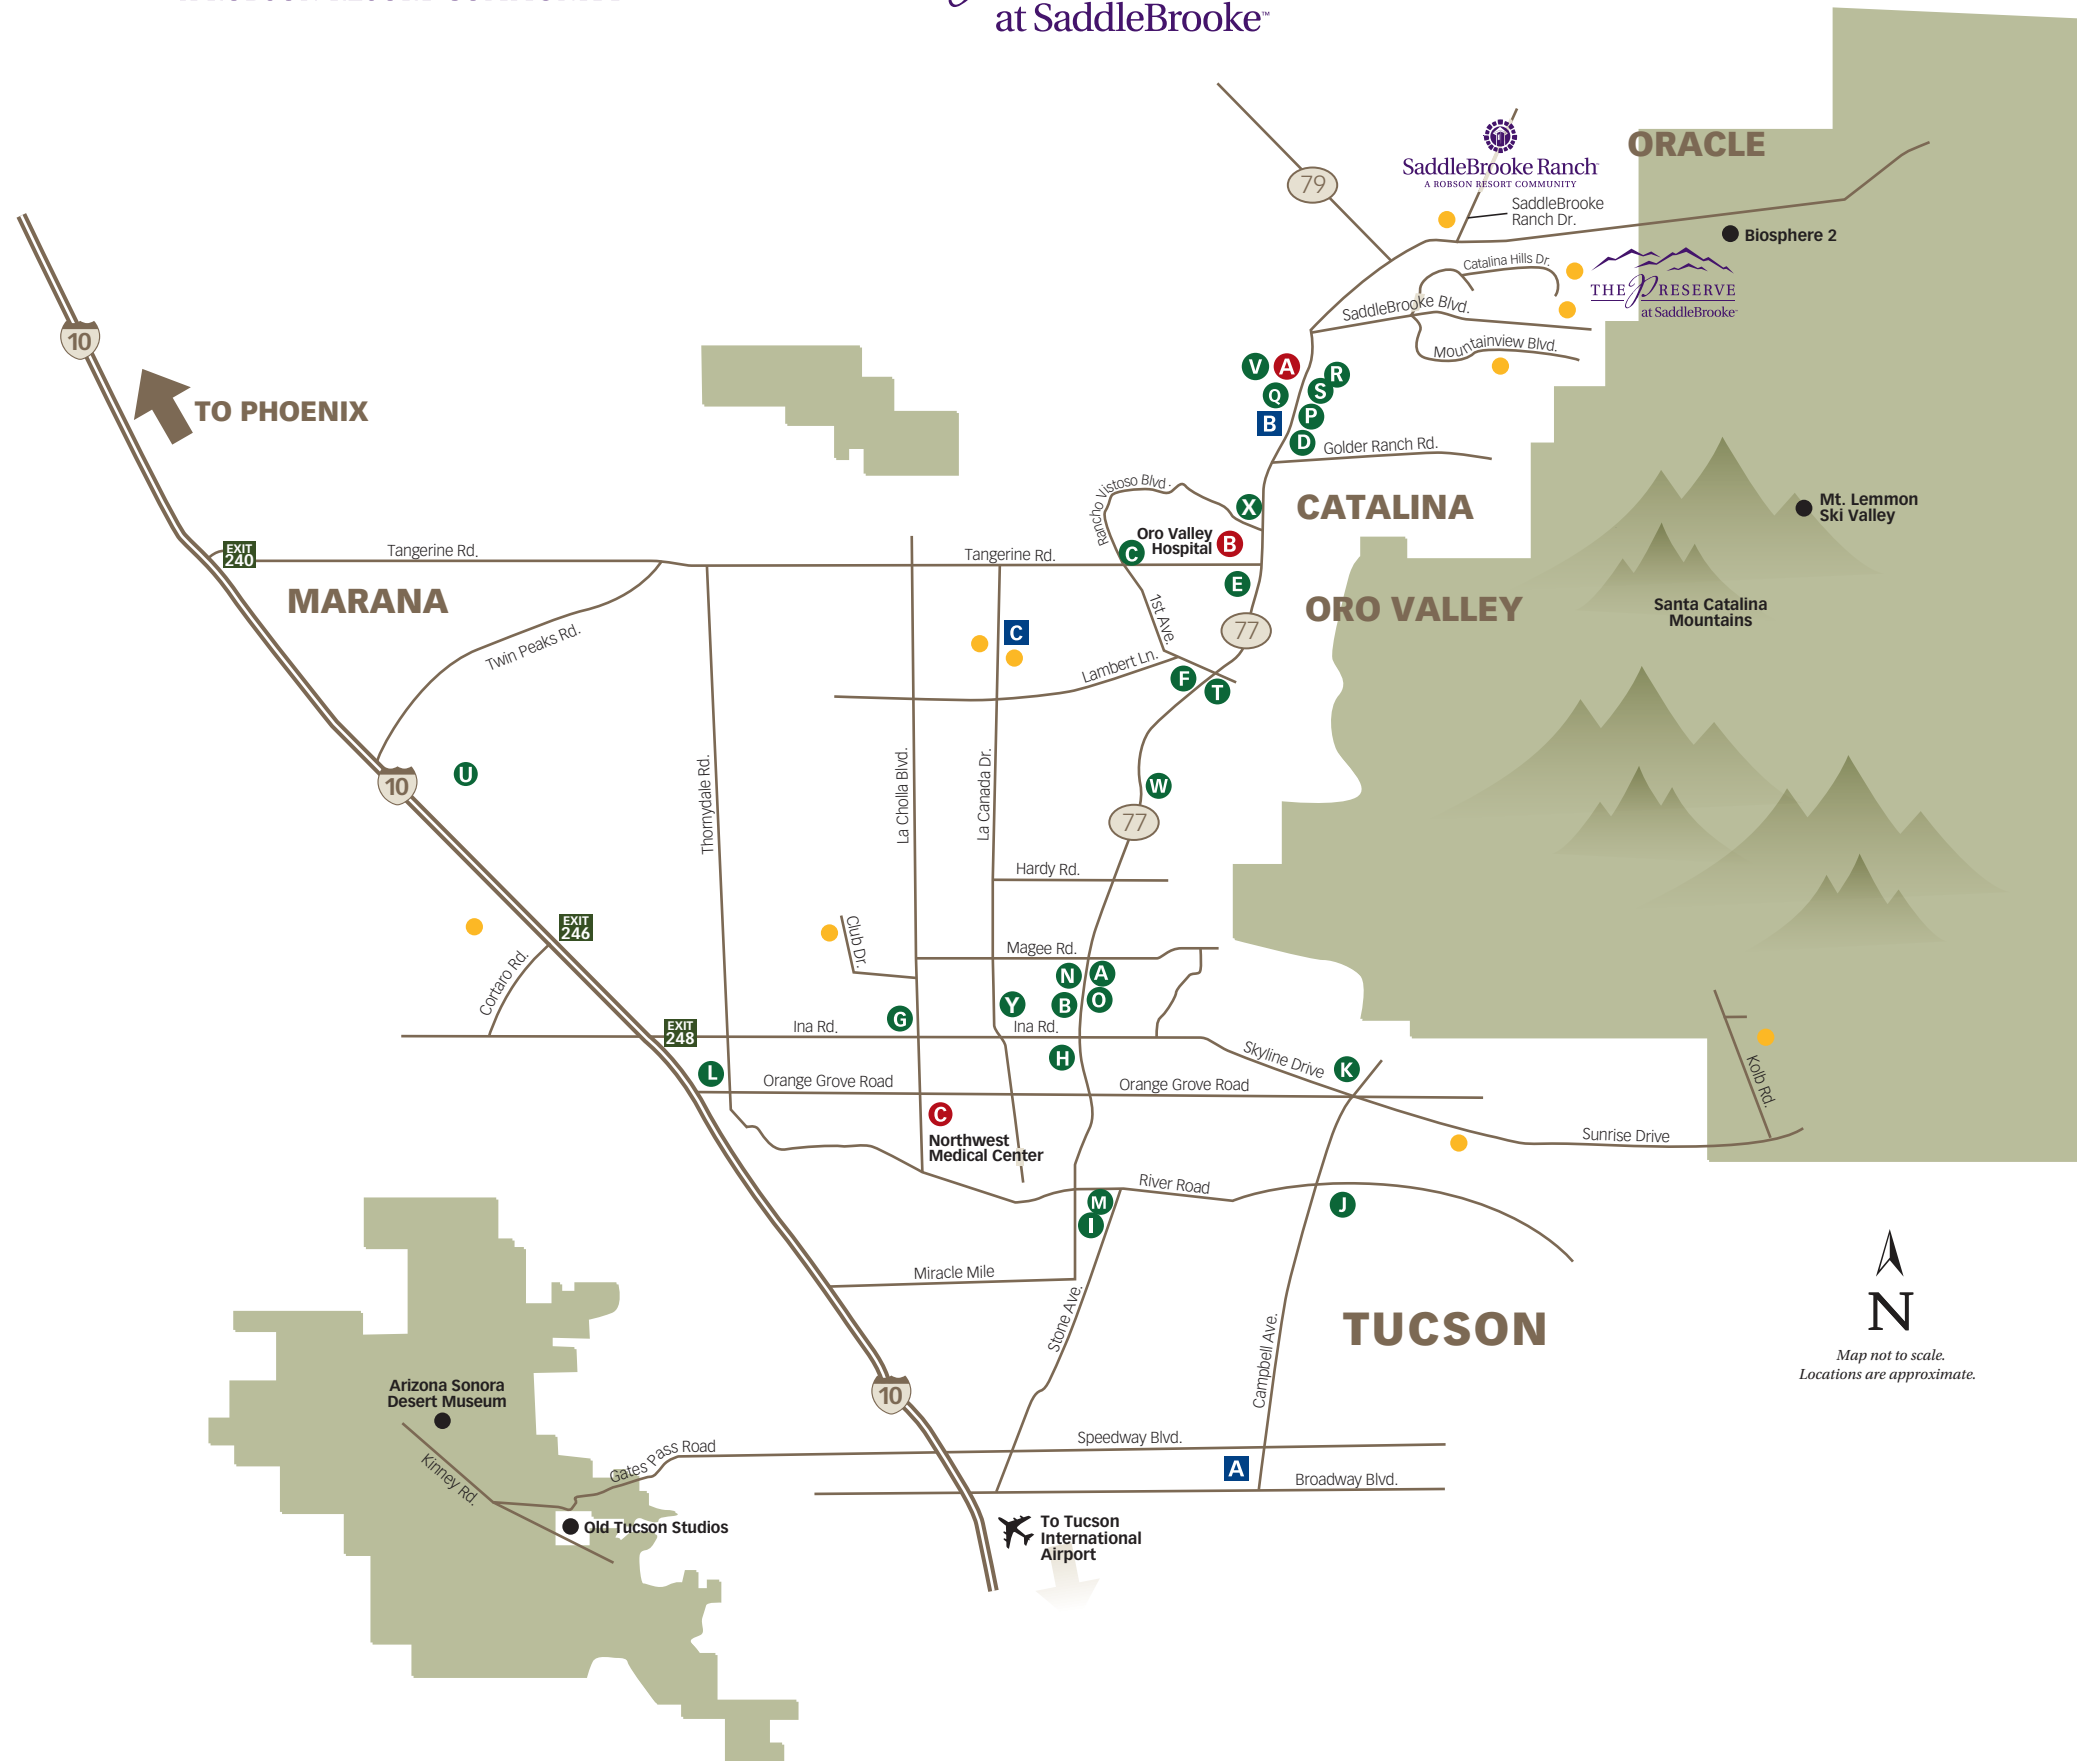 at SaddleBrooke™
79
SaddleBrooke Ranch
A ROBSON RESORT COMMUNITY
SaddleBrooke
Ranch Dr.
ORACLE
Biosphere 2
Catalina Hills Dr.
THE PRESERVE
at SaddleBrooke
SaddleBrooke Blvd.
Mountainview Blvd.
10
TO PHOENIX
V
A
R
Q
S
B
P
D
Golder Ranch Rd.
Rancho Vistoso Blvd.
X
CATALINA
Mt. Lemmon
Ski Valley
Oro Valley
Hospital
B
C
EXIT
240
Tangerine Rd.
Tangerine Rd.
E
MARANA
ORO VALLEY
Santa Catalina
Mountains
1st Ave.
77
C
Twin Peaks Rd.
Lambert Ln.
F
T
U
10
Thornydale Rd.
La Cholla Blvd.
La Canada Dr.
W
77
Hardy Rd.
EXIT
246
Club Dr.
Cortaro Rd.
Magee Rd.
N
A
B
O
Y
G
EXIT
248
Ina Rd.
Ina Rd.
H
Skyline Drive
K
Kolb Rd.
L
Orange Grove Road
Orange Grove Road
C
Northwest
Medical Center
Sunrise Drive
River Road
M
I
J
Miracle Mile
Stone Ave.
Campbell Ave.
TUCSON
N
Map not to scale.
Locations are approximate.
10
Arizona Sonora
Desert Museum
Kinney Rd.
Gates Pass Road
Speedway Blvd.
A
Broadway Blvd.
Old Tucson Studios
To Tucson
International
Airport